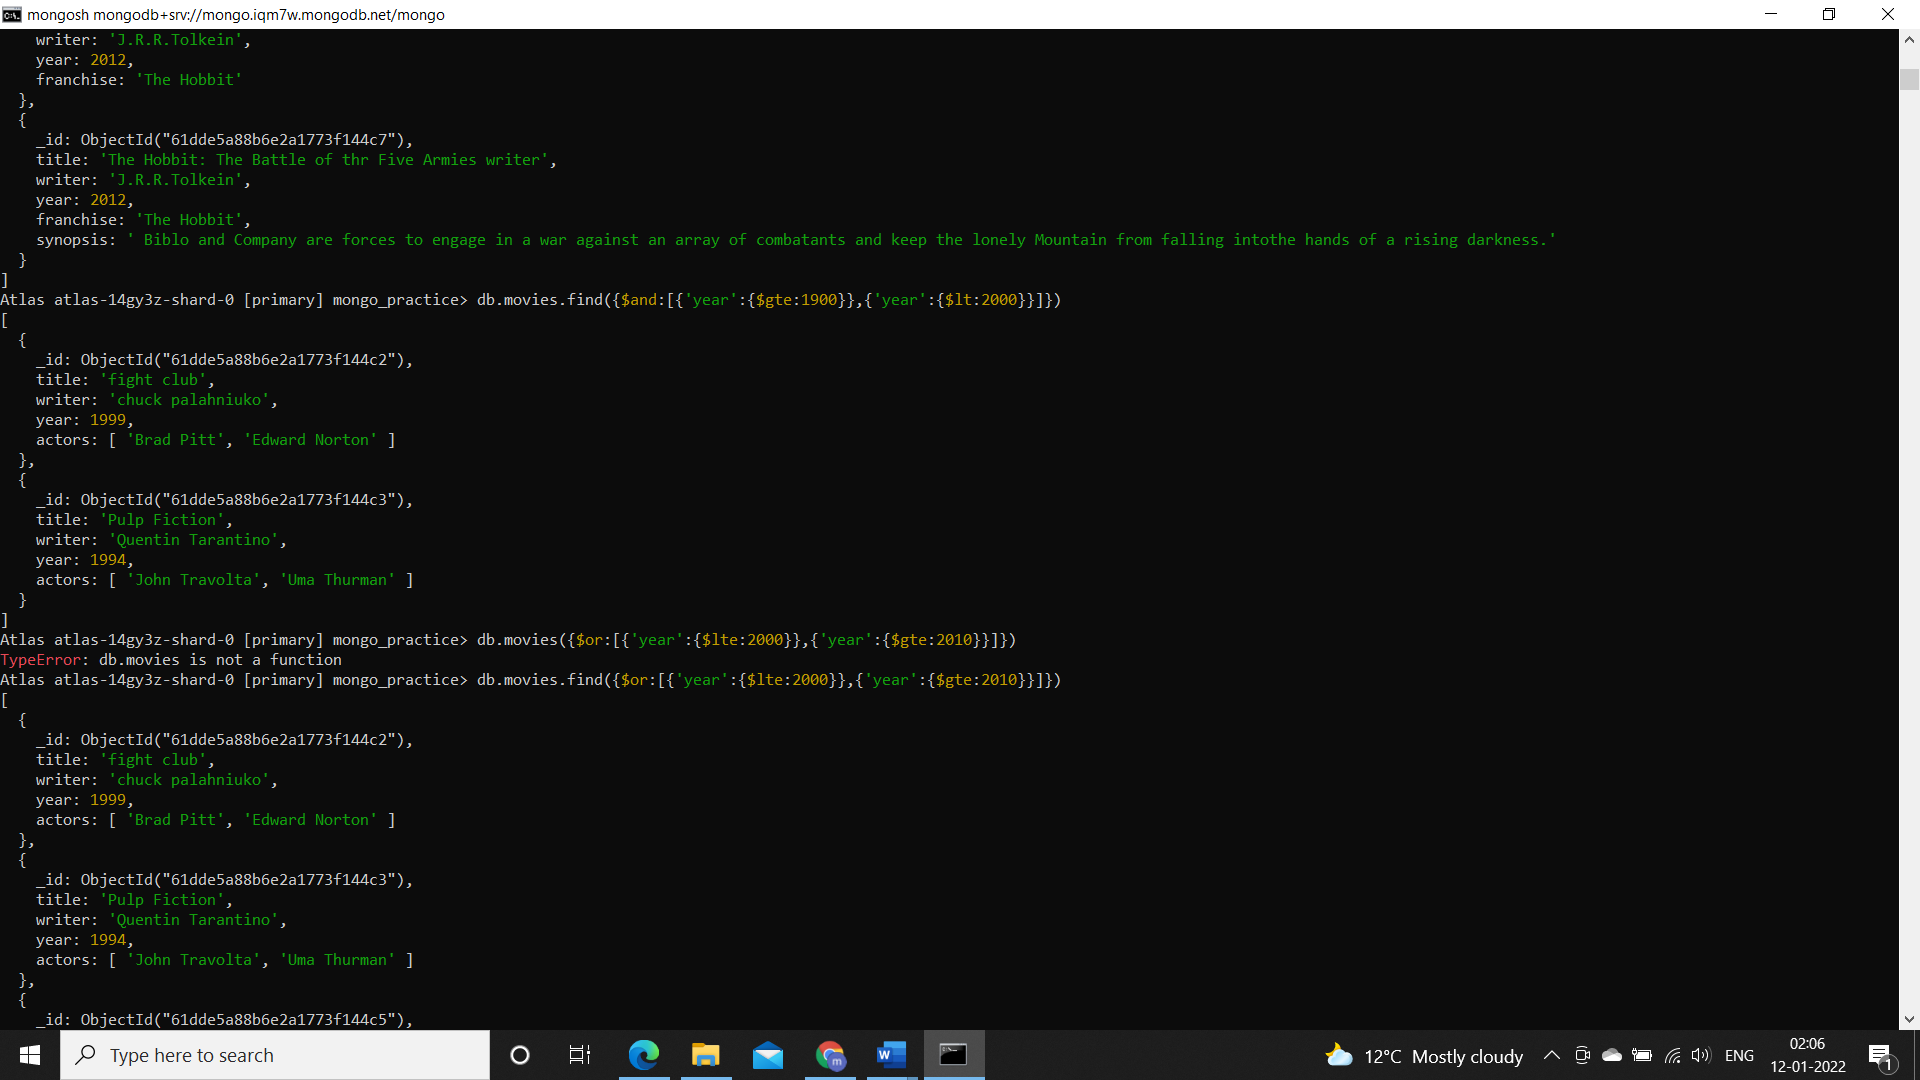 mongosh mongodb+srv://mongo.iqm7w.mongodb.net/mongo
writer: 'J.R.R.Tolkein',
year: 2012,
franchise: 'The Hobbit'
},
{
_id: ObjectId("61dde5a88b6e2a1773f144c7"),
title: 'The Hobbit: The Battle of thr Five Armies writer',
writer: 'J.R.R.Tolkein',
year: 2012,
franchise: 'The Hobbit',
synopsis: ' Biblo and Company are forces to engage in a war against an array of combatants and keep the lonely Mountain from falling intothe hands of a rising darkness.'
}
]
Atlas atlas-14gy3z-shard-0 [primary] mongo_practice> db.movies.find({$and:[{'year':{$gte:1900}},{'year':{$lt:2000}}]})
[
{
_id: ObjectId("61dde5a88b6e2a1773f144c2"),
title: 'fight club',
writer: 'chuck palahniuko',
year: 1999,
actors: [ 'Brad Pitt', 'Edward Norton' ]
},
{
_id: ObjectId("61dde5a88b6e2a1773f144c3"),
title: 'Pulp Fiction',
writer: 'Quentin Tarantino',
year: 1994,
actors: [ 'John Travolta', 'Uma Thurman' ]
}
]
Atlas atlas-14gy3z-shard-0 [primary] mongo_practice> db.movies({$or:[{'year':{$lte:2000}},{'year':{$gte:2010}}]})
TypeError: db.movies is not a function
Atlas atlas-14gy3z-shard-0 [primary] mongo_practice> db.movies.find({$or:[{'year':{$lte:2000}},{'year':{$gte:2010}}]})
[
{
_id: ObjectId("61dde5a88b6e2a1773f144c2"),
title: 'fight club',
writer: 'chuck palahniuko',
year: 1999,
actors: [ 'Brad Pitt', 'Edward Norton' ]
},
{
_id: ObjectId("61dde5a88b6e2a1773f144c3"),
title: 'Pulp Fiction',
writer: 'Quentin Tarantino',
year: 1994,
actors: [ 'John Travolta', 'Uma Thurman' ]
},
{
_id: ObjectId("61dde5a88b6e2a1773f144c5"),
Type here to search
12°C Mostly cloudy
ENG
02:06
12-01-2022
1